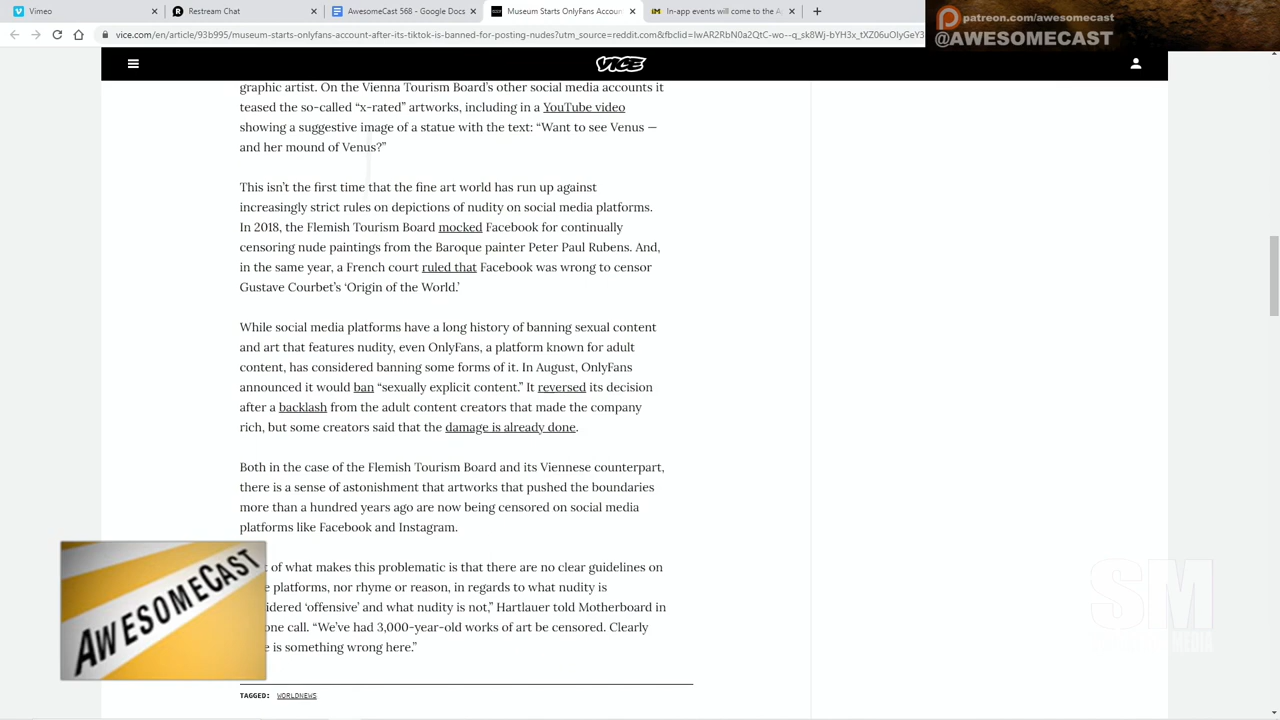 Vimeo
Restream Chat
AwesomeCast 568 - Google Docs
Museum Starts OnlyFans Accoun
In-app events will come to the A
patreon.com/awesomecast
@AWESOMECAST
vice.com/en/article/93b995/museum-starts-onlyfans-account-after-its-tiktok-is-banned-for-posting-nudes?utm_source=reddit.com&fbclid=
VICE
graphic artist. On the Vienna Tourism Board’s other social media accounts it
teased the so-called “x-rated” artworks, including in a YouTube video
showing a suggestive image of a statue with the text: “Want to see Venus —
and her mound of Venus?”
This isn’t the first time that the fine art world has run up against
increasingly strict rules on depictions of nudity on social media platforms.
In 2018, the Flemish Tourism Board mocked Facebook for continually
censoring nude paintings from the Baroque painter Peter Paul Rubens. And,
in the same year, a French court ruled that Facebook was wrong to censor
Gustave Courbet’s ‘Origin of the World.’
While social media platforms have a long history of banning sexual content
and art that features nudity, even OnlyFans, a platform known for adult
content, has considered banning some forms of it. In August, OnlyFans
announced it would ban “sexually explicit content.” It reversed its decision
after a backlash from the adult content creators that made the company
rich, but some creators said that the damage is already done.
Both in the case of the Flemish Tourism Board and its Viennese counterpart,
there is a sense of astonishment that artworks that pushed the boundaries
more than a hundred years ago are now being censored on social media
platforms like Facebook and Instagram.
of what makes this problematic is that there are no clear guidelines on
platforms, nor rhyme or reason, in regards to what nudity is
idered ‘offensive’ and what nudity is not,” Hartlauer told Motherboard in
one call. “We’ve had 3,000-year-old works of art be censored. Clearly
is something wrong here.”
AWESOMECAST
SM
TAGGED: WORLDNEWS